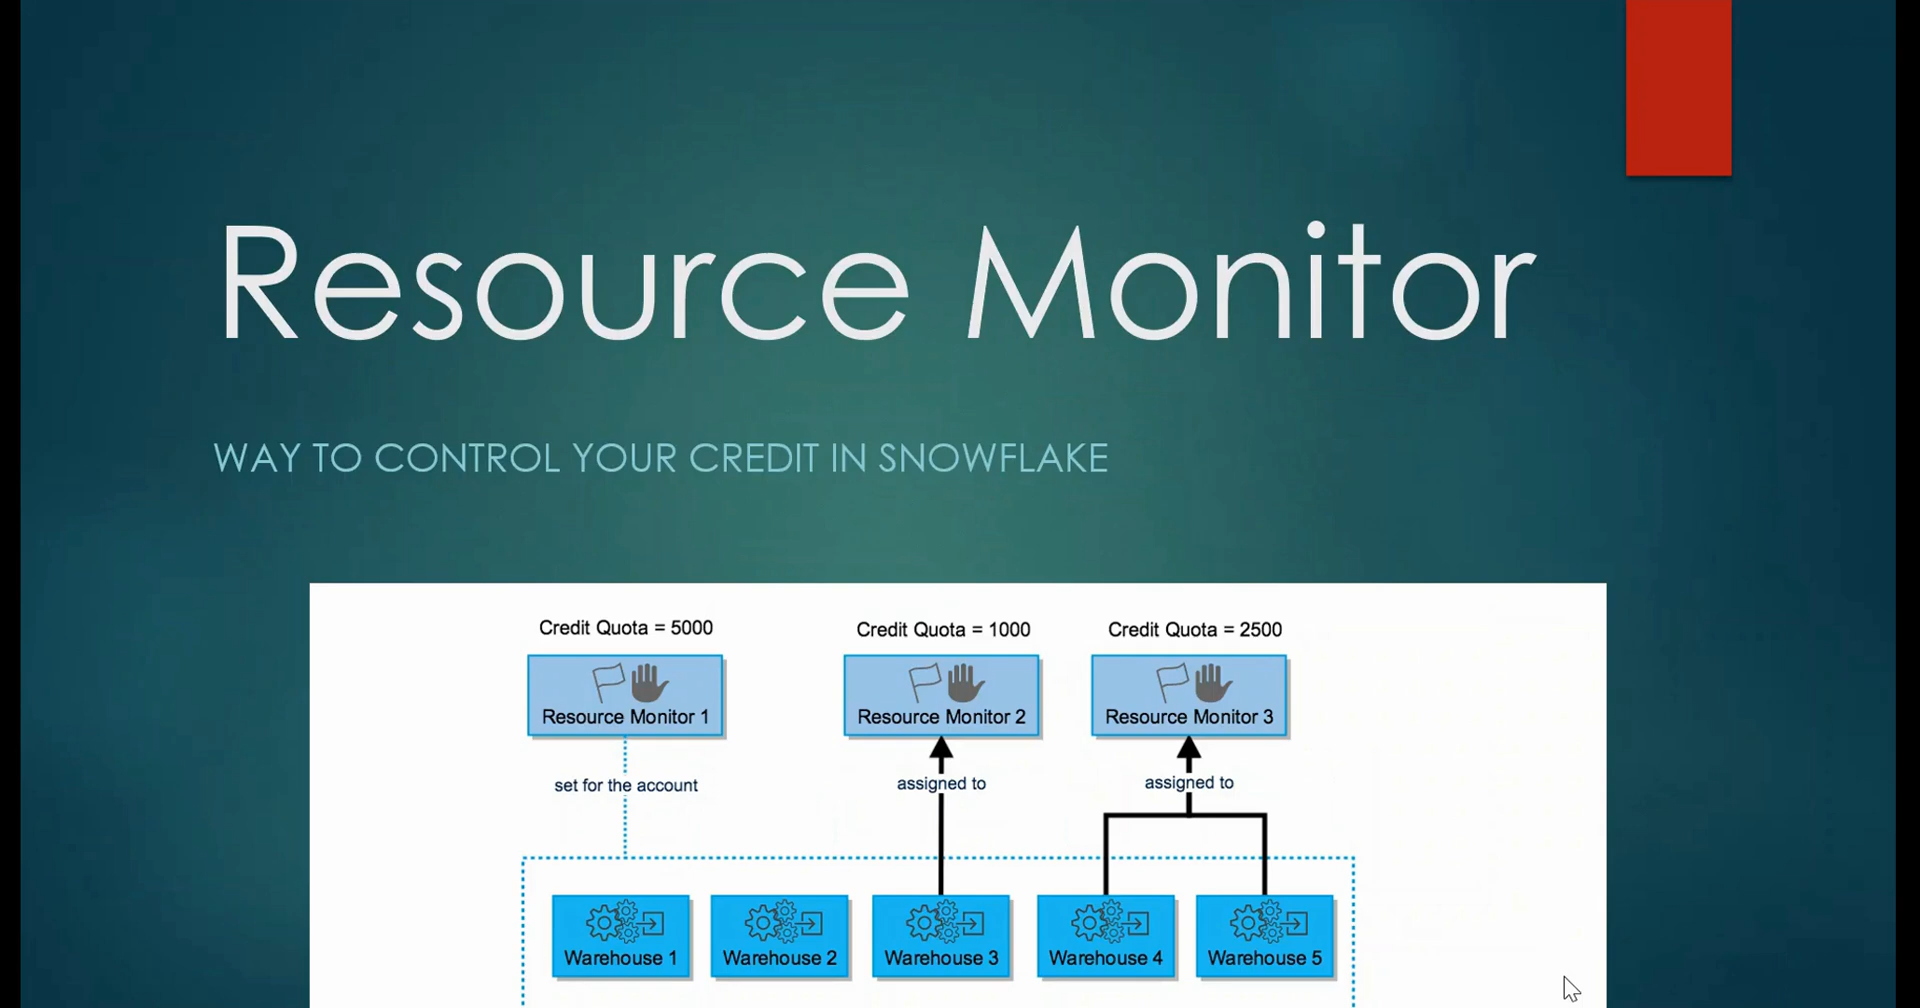 Resource Monitor
WAY TO CONTROL YOUR CREDIT IN SNOWFLAKE
Credit Quota = 5000
Credit Quota = 1000
Credit Quota = 2500
Resource Monitor 1
Resource Monitor 2
Resource Monitor 3
set for the account
assigned to
assigned to
Warehouse 1
Warehouse 2
Warehouse 3
Warehouse 4
Warehouse 5